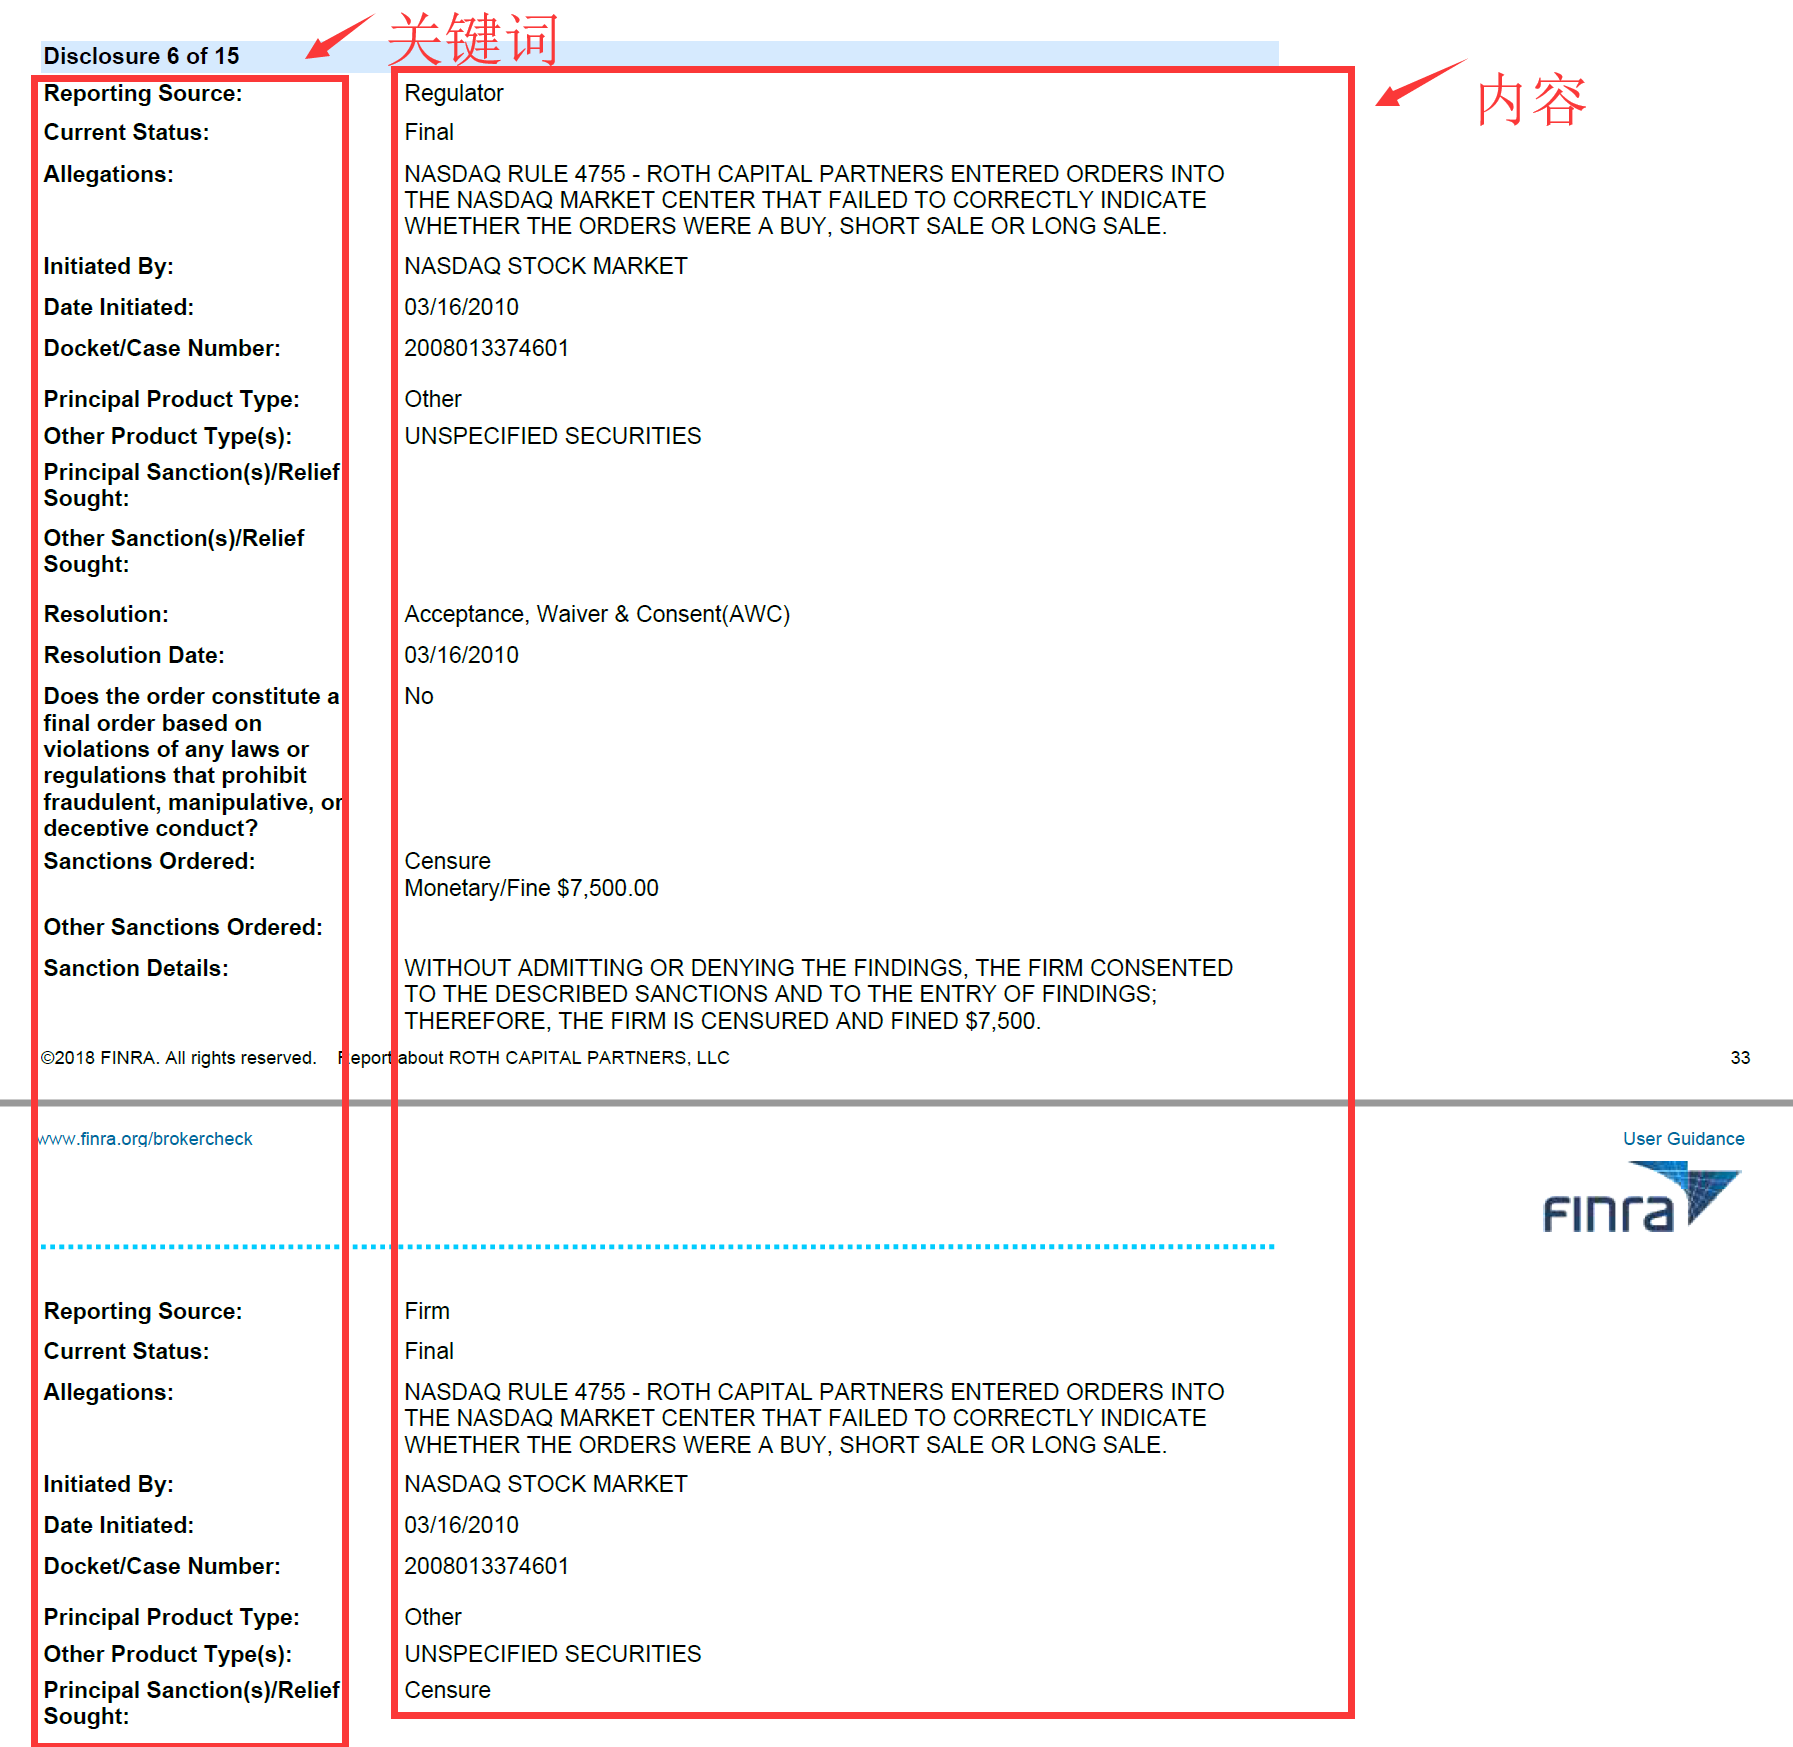 关键词
Disclosure 6 of 15
内容
Reporting Source: Regulator
Current Status: Final
Allegations: NASDAQ RULE 4755 - ROTH CAPITAL PARTNERS ENTERED ORDERS INTO
THE NASDAQ MARKET CENTER THAT FAILED TO CORRECTLY INDICATE
WHETHER THE ORDERS WERE A BUY, SHORT SALE OR LONG SALE.
Initiated By: NASDAQ STOCK MARKET
Date Initiated: 03/16/2010
Docket/Case Number: 2008013374601
Principal Product Type: Other
Other Product Type(s): UNSPECIFIED SECURITIES
Principal Sanction(s)/Relief
Sought:
Other Sanction(s)/Relief
Sought:
Resolution: Acceptance, Waiver & Consent(AWC)
Resolution Date: 03/16/2010
Does the order constitute a No
final order based on
violations of any laws or
regulations that prohibit
fraudulent, manipulative, or
deceptive conduct?
Sanctions Ordered: Censure
Monetary/Fine $7,500.00
Other Sanctions Ordered:
Sanction Details: WITHOUT ADMITTING OR DENYING THE FINDINGS, THE FIRM CONSENTED
TO THE DESCRIBED SANCTIONS AND TO THE ENTRY OF FINDINGS;
THEREFORE, THE FIRM IS CENSURED AND FINED $7,500.
©2018 FINRA. All rights reserved. Report about ROTH CAPITAL PARTNERS, LLC 33
www.finra.org/brokercheck User Guidance
finra
Reporting Source: Firm
Current Status: Final
Allegations: NASDAQ RULE 4755 - ROTH CAPITAL PARTNERS ENTERED ORDERS INTO
THE NASDAQ MARKET CENTER THAT FAILED TO CORRECTLY INDICATE
WHETHER THE ORDERS WERE A BUY, SHORT SALE OR LONG SALE.
Initiated By: NASDAQ STOCK MARKET
Date Initiated: 03/16/2010
Docket/Case Number: 2008013374601
Principal Product Type: Other
Other Product Type(s): UNSPECIFIED SECURITIES
Principal Sanction(s)/Relief Censure
Sought: